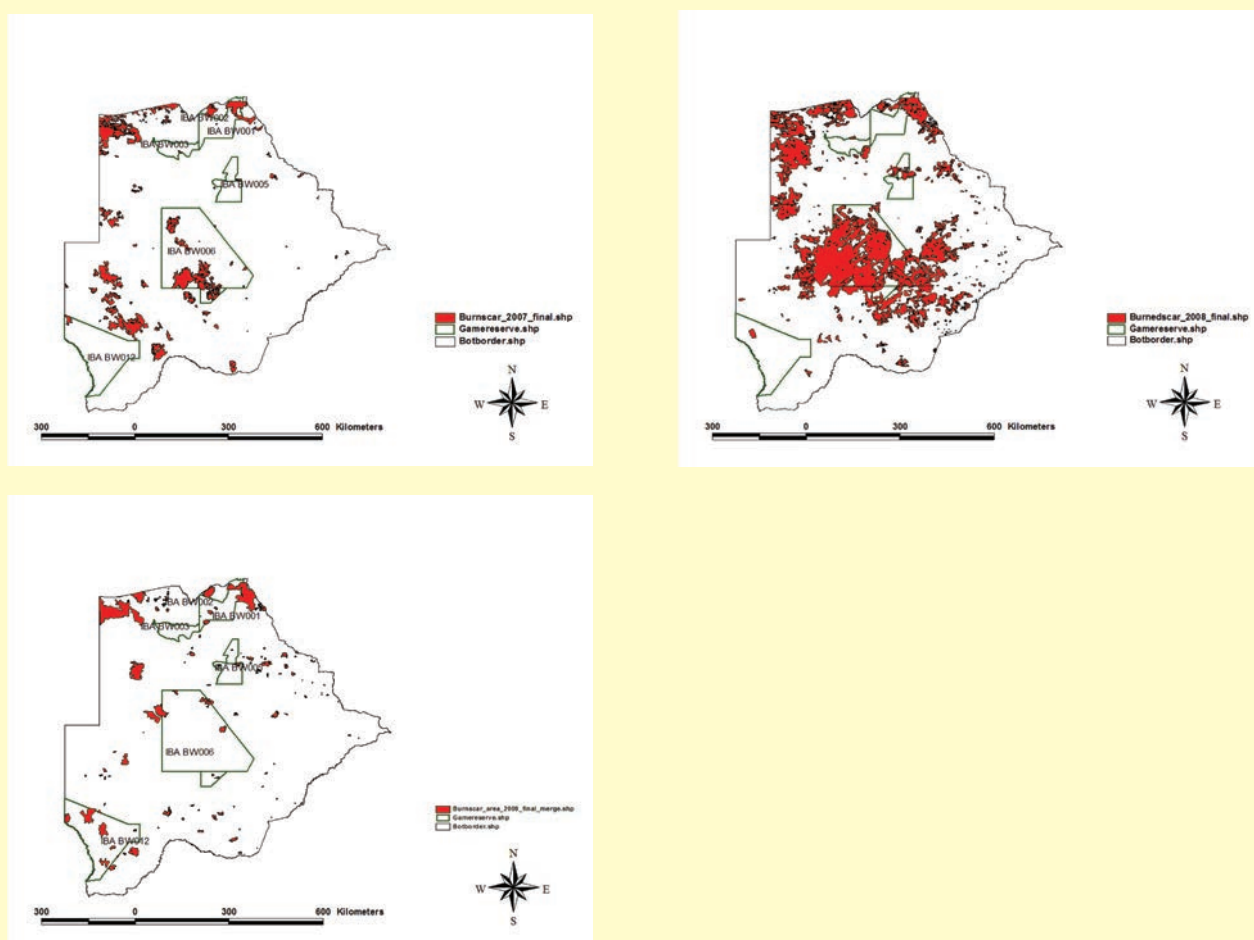 IBA BW002
IBA BW001
IBA BW003
IBA BW005
IBA BW006
IBA BW012
Burnscar_2007_final.shp
Gamereserve.shp
Botborder.shp
N
W E
S
300 0 300 600 Kilometers
Burnedscar_2008_final.shp
Gamereserve.shp
Botborder.shp
N
W E
S
300 0 300 600 Kilometers
IBA BW002
IBA BW001
IBA BW003
IBA BW005
IBA BW006
IBA BW012
Gamereserve.shp
Botborder.shp
N
W E
S
300 0 300 600 Kilometers